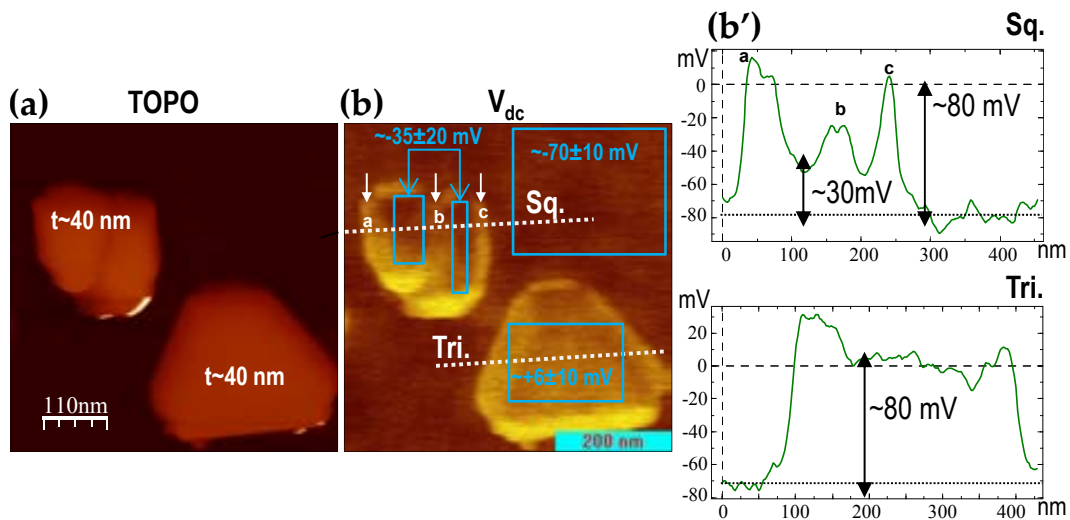 (a) TOPO
t~40 nm
t~40 nm
110nm
(b) V_dc
~-35±20 mV
~-70±10 mV
a
b
c
Sq.
Tri.
~+6±10 mV
200 nm
(b') Sq.
mV
0
-20
-40
-60
-80
a
b
c
~80 mV
~30mV
0
100
200
300
400
nm
Tri.
mV
20
0
-20
-40
-60
-80
~80 mV
0
100
200
300
400
nm